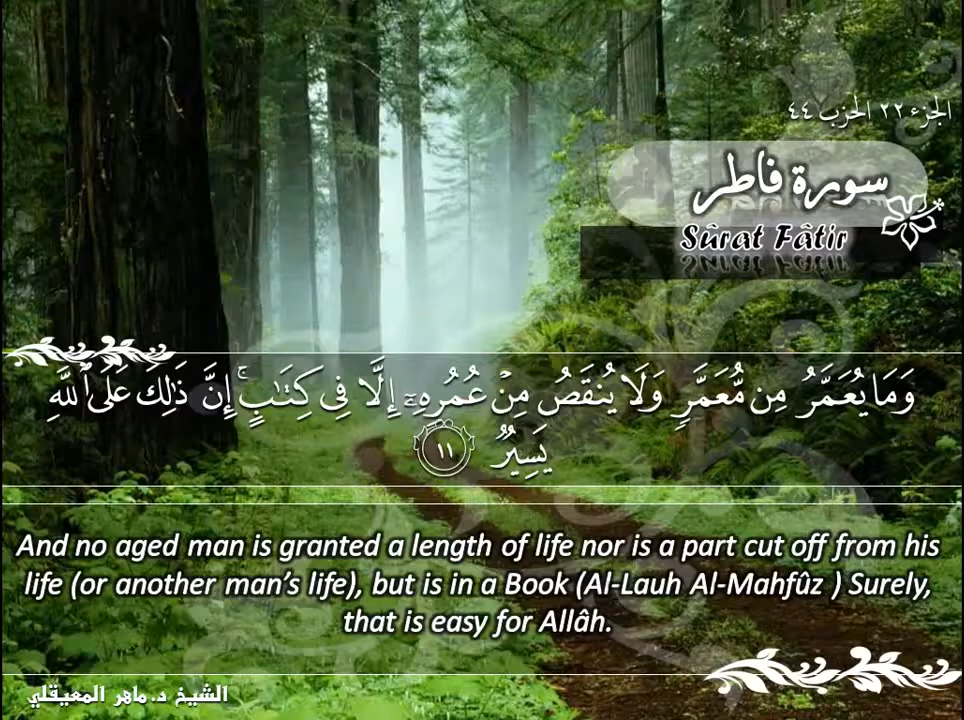 الجزء ٢٢ الحزب ٤٤
سورة فاطر
Sûrat Fâtir
وَمَا يُعَمَّرُ مِن مُّعَمَّرٍ وَلَا يُنقَصُ مِنْ عُمُرِهِۦٓ إِلَّا فِى كِتَٰبٍ ۚ إِنَّ ذَٰلِكَ عَلَى ٱللَّهِ
يَسِيرٌ ١١
And no aged man is granted a length of life nor is a part cut off from his
life (or another man’s life), but is in a Book (Al-Lauh Al-Mahfûz ) Surely,
that is easy for Allâh.
الشيخ د. ماهر المعيقلي